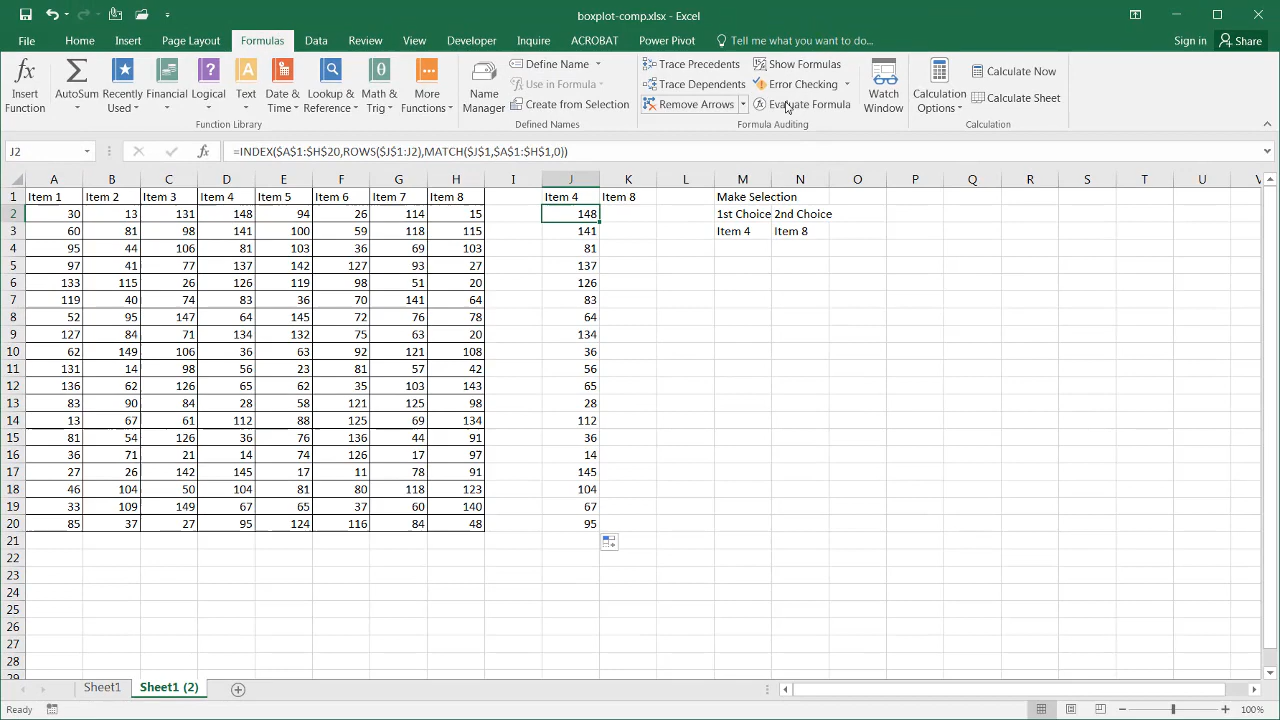 boxplot-comp.xlsx - Excel
File Home Insert Page Layout Formulas Data Review View Developer Inquire ACROBAT Power Pivot Tell me what you want to do... Sign in Share
Insert Function
AutoSum
Recently Used
Financial
Logical
Text
Date & Time
Lookup & Reference
Math & Trig
More Functions
Function Library
Name Manager
Define Name
Use in Formula
Create from Selection
Defined Names
Trace Precedents
Trace Dependents
Remove Arrows
Show Formulas
Error Checking
Evaluate Formula
Formula Auditing
Watch Window
Calculation Options
Calculate Now
Calculate Sheet
Calculation
J2 fx =INDEX($A$1:$H$20,ROWS($J$1:J2),MATCH($J$1,$A$1:$H$1,0))
A B C D E F G H I J K L M N O P Q R S T U V
1 Item 1 Item 2 Item 3 Item 4 Item 5 Item 6 Item 7 Item 8 Item 4 Item 8 Make Selection
2 30 13 131 148 94 26 114 15 148 1st Choice 2nd Choice
3 60 81 98 141 100 59 118 115 141 Item 4 Item 8
4 95 44 106 81 103 36 69 103 81
5 97 41 77 137 142 127 93 27 137
6 133 115 26 126 119 98 51 20 126
7 119 40 74 83 36 70 141 64 83
8 52 95 147 64 145 72 76 78 64
9 127 84 71 134 132 75 63 20 134
10 62 149 106 36 63 92 121 108 36
11 131 14 98 56 23 81 57 42 56
12 136 62 126 65 62 35 103 143 65
13 83 90 84 28 58 121 125 98 28
14 13 67 61 112 88 125 69 134 112
15 81 54 126 36 76 136 44 91 36
16 36 71 21 14 74 126 17 97 14
17 27 26 142 145 17 11 78 91 145
18 46 104 50 104 81 80 118 123 104
19 33 109 149 67 65 37 60 140 67
20 85 37 27 95 124 116 84 48 95
21
22
23
24
25
26
27
28
29
Sheet1 Sheet1 (2)
Ready 100%